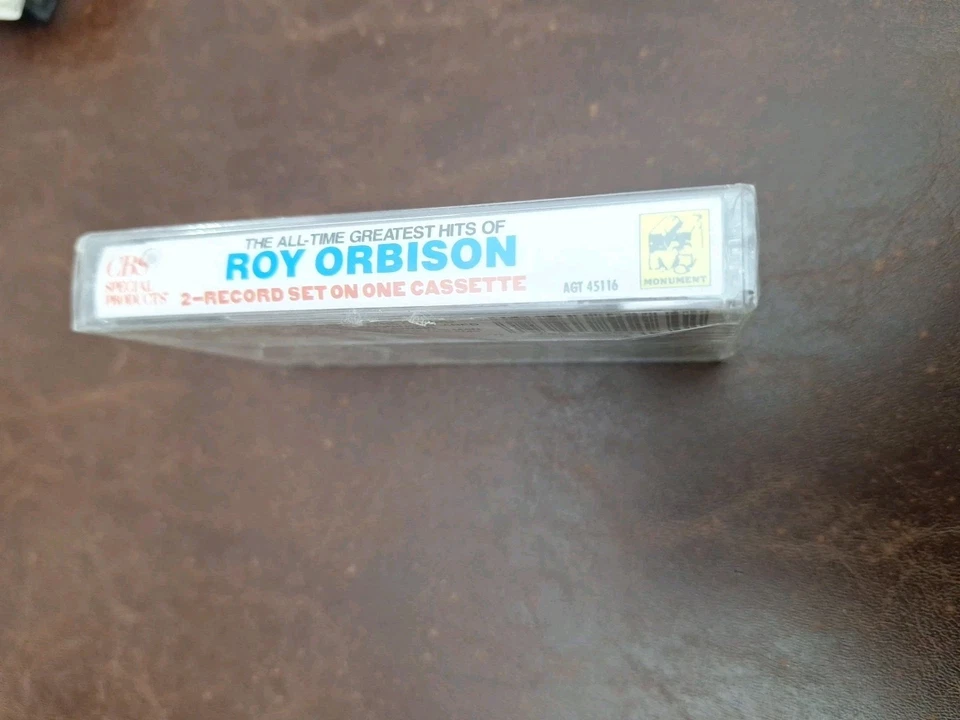 CBS
SPECIAL
PRODUCTS
THE ALL-TIME GREATEST HITS OF
ROY ORBISON
2-RECORD SET ON ONE CASSETTE
AGT 45116
MONUMENT